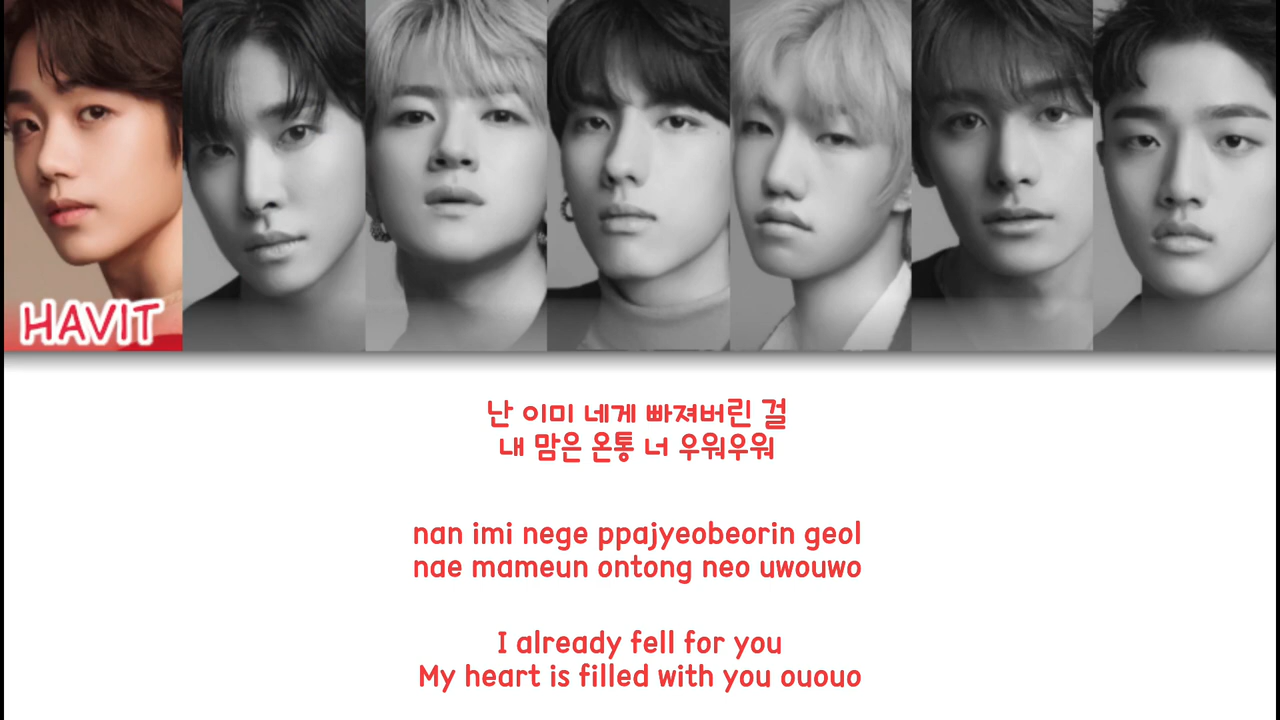 HAVIT
난 이미 네게 빠져버린 걸
내 맘은 온통 너 우워우워
nan imi nege ppajyeobeorin geol
nae mameun ontong neo uwouwo
I already fell for you
My heart is filled with you oucuo